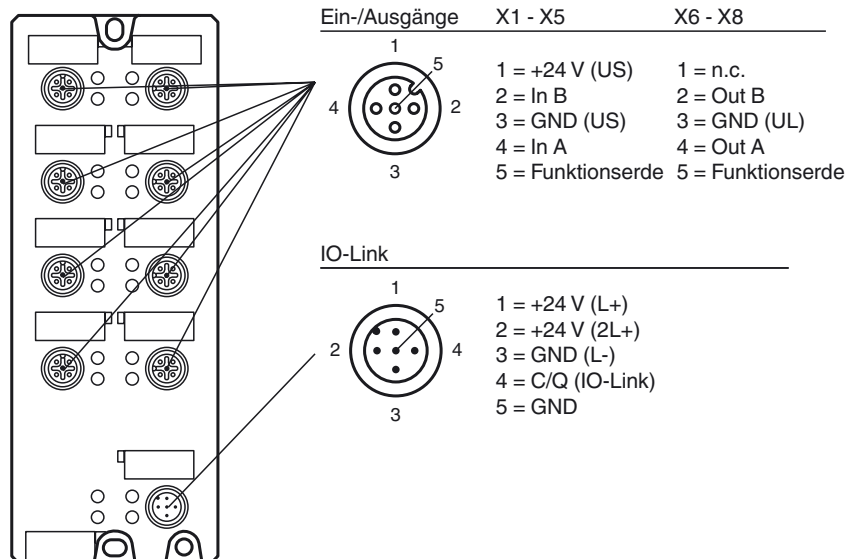 Ein-/Ausgänge X1 - X5 X6 - X8
1
5
4
2
3
1 = +24 V (US) 1 = n.c.
2 = In B 2 = Out B
3 = GND (US) 3 = GND (UL)
4 = In A 4 = Out A
5 = Funktionserde 5 = Funktionserde
IO-Link
1
5
2
4
3
1 = +24 V (L+)
2 = +24 V (2L+)
3 = GND (L-)
4 = C/Q (IO-Link)
5 = GND